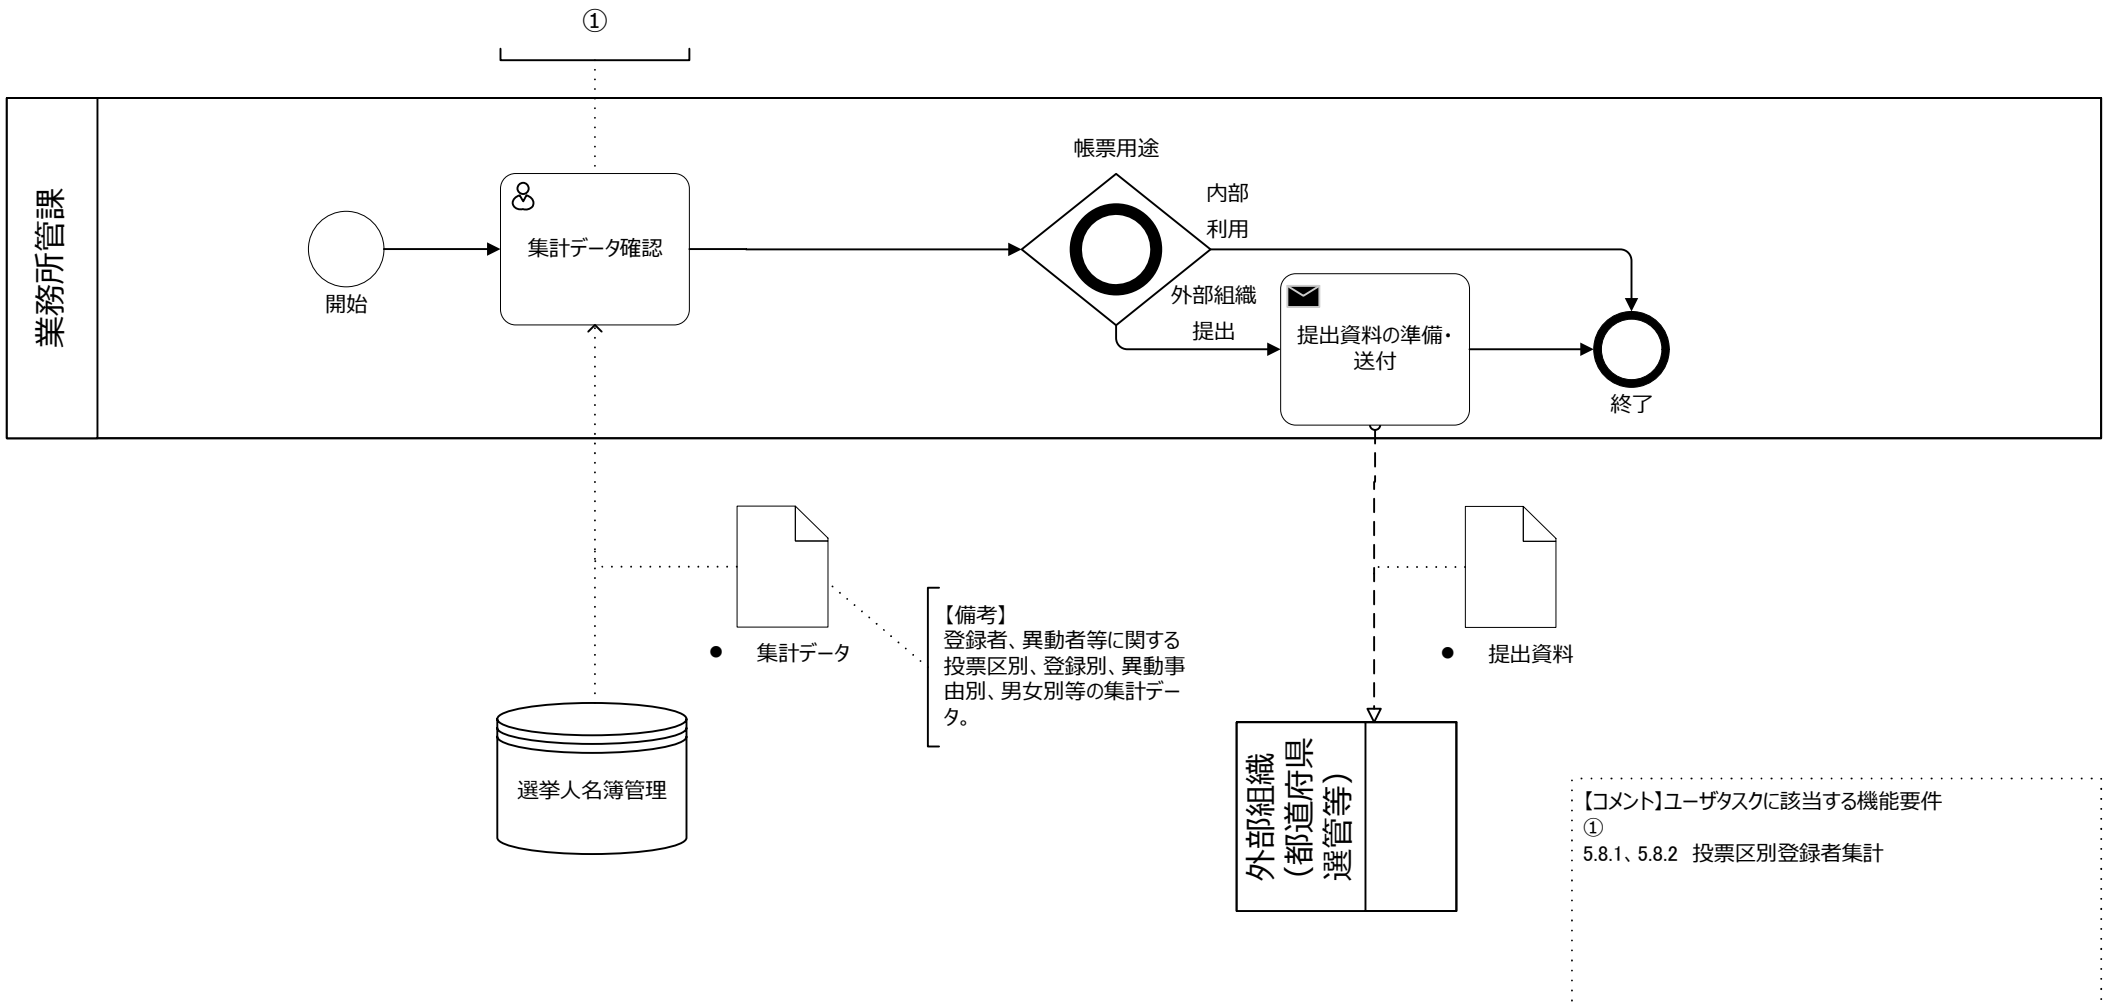 ①
業務所管課
開始
集計データ確認
帳票用途
内部
利用
外部組織
提出
提出資料の準備・
送付
終了
● 集計データ
【備考】
登録者、異動者等に関する
投票区別、登録別、異動事
由別、男女別等の集計デー
タ。
● 提出資料
選挙人名簿管理
外部組織
（都道府県
選管等）
【コメント】ユーザタスクに該当する機能要件
①
5.8.1、5.8.2 投票区別登録者集計